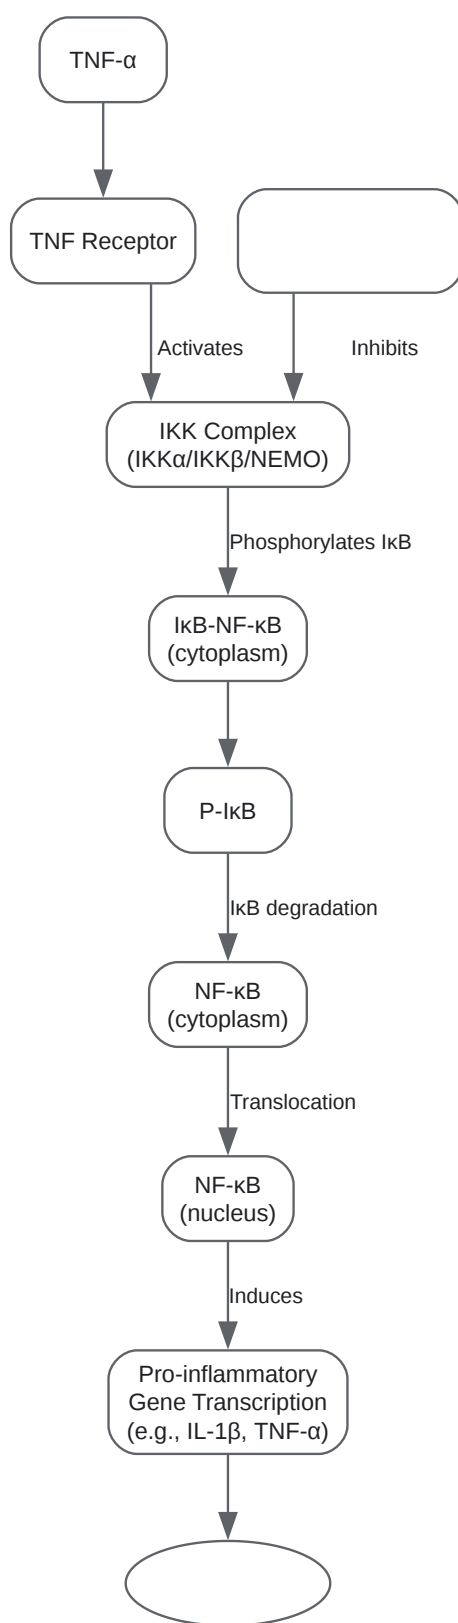 TNF-α
TNF Receptor
Activates
Inhibits
IKK Complex
(IKKα/IKKβ/NEMO)
Phosphorylates IκB
IκB-NF-κB
(cytoplasm)
P-IκB
IκB degradation
NF-κB
(cytoplasm)
Translocation
NF-κB
(nucleus)
Induces
Pro-inflammatory
Gene Transcription
(e.g., IL-1β, TNF-α)